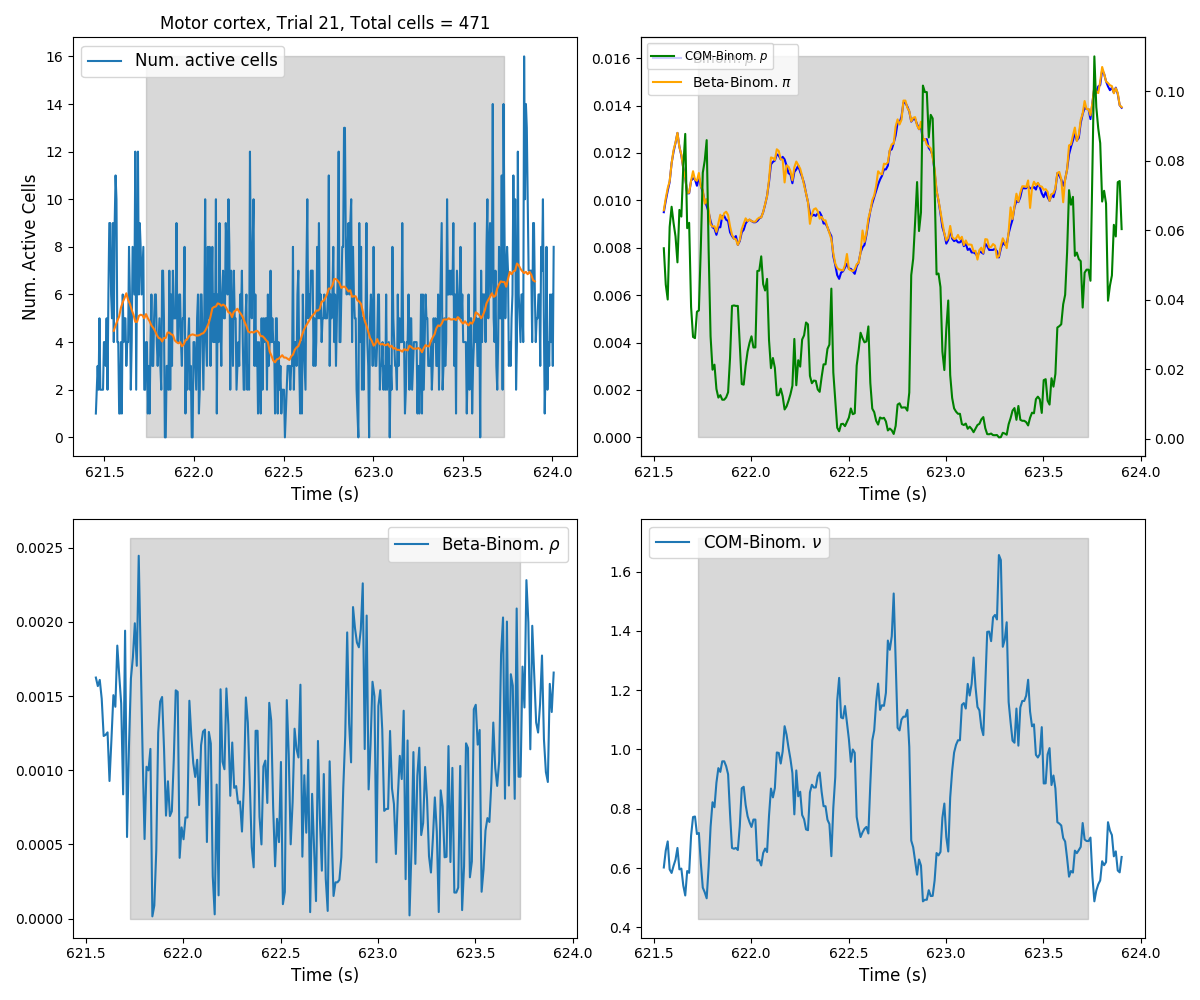 Motor cortex, Trial 21, Total cells = 471
Num. active cells
Num. Active Cells
16
14
12
10
8
6
4
2
0
621.5 622.0 622.5 623.0 623.5 624.0
Time (s)
COM-Binom. p
Beta-Binom. π
0.016
0.014
0.012
0.010
0.008
0.006
0.004
0.002
0.000
0.10
0.08
0.06
0.04
0.02
0.00
621.5 622.0 622.5 623.0 623.5 624.0
Time (s)
Beta-Binom. ρ
0.0025
0.0020
0.0015
0.0010
0.0005
0.0000
621.5 622.0 622.5 623.0 623.5 624.0
Time (s)
COM-Binom. ν
1.6
1.4
1.2
1.0
0.8
0.6
0.4
621.5 622.0 622.5 623.0 623.5 624.0
Time (s)